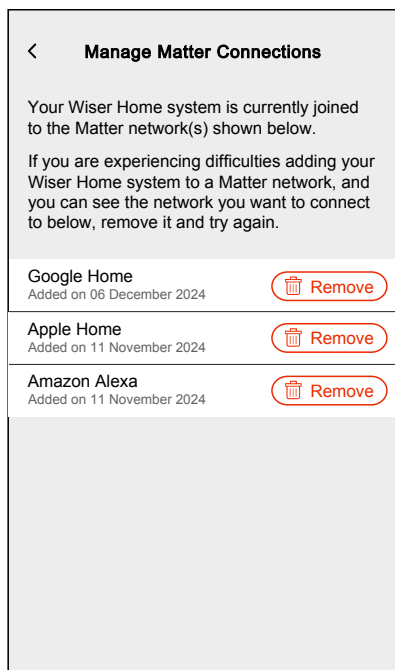 Manage Matter Connections
Your Wiser Home system is currently joined
to the Matter network(s) shown below.
If you are experiencing difficulties adding your
Wiser Home system to a Matter network, and
you can see the network you want to connect
to below, remove it and try again.
Google Home
Added on 06 December 2024
Remove
Apple Home
Added on 11 November 2024
Remove
Amazon Alexa
Added on 11 November 2024
Remove